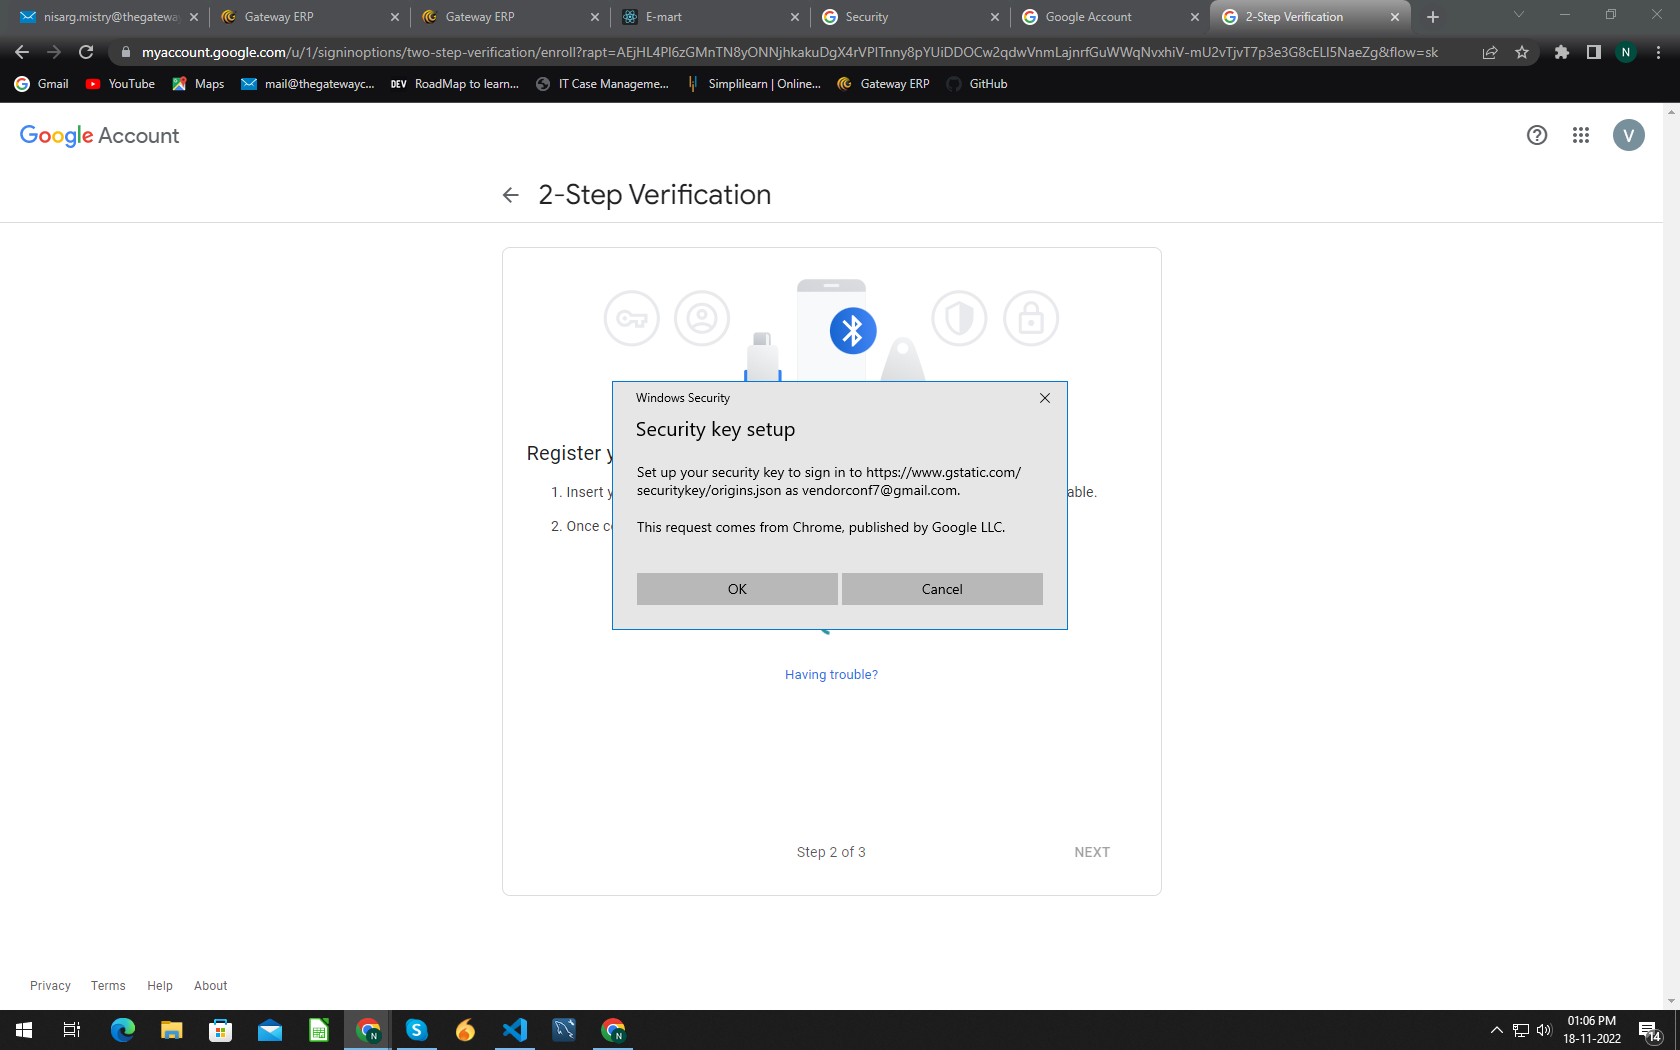 nisarg.mistry@thegateway
Gateway ERP
Gateway ERP
E-mart
Security
Google Account
2-Step Verification
myaccount.google.com/u/1/signinoptions/two-step-verification/enroll?rapt=AEjHL4Pl6zGMnTN8yONNjhkakuDgX4rVPlTnny8pYUiDDOCw2qdwVnmLajnrfGuWWqNvxhiV-mU2vTjvT7p3e3G8cELI5NaeZg&flow=sk
N
Gmail
YouTube
Maps
mail@thegatewayc...
DEV RoadMap to learn...
IT Case Manageme...
Simplilearn | Online...
Gateway ERP
GitHub
Google Account
V
2-Step Verification
Windows Security
Security key setup
Register y
Set up your security key to sign in to https://www.gstatic.com/
securitykey/origins.json as vendorconf7@gmail.com.
1. Insert y
able.
2. Once co
This request comes from Chrome, published by Google LLC.
OK
Cancel
Having trouble?
Step 2 of 3
NEXT
Privacy
Terms
Help
About
N
S
N
01:06 PM
18-11-2022
14